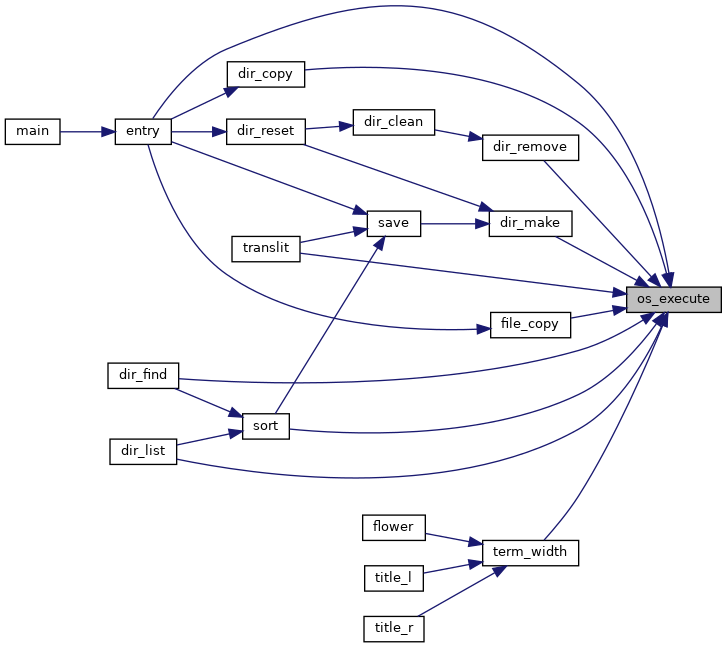 dir_copy
main
entry
dir_reset
dir_clean
dir_remove
save
dir_make
translit
os_execute
file_copy
dir_find
sort
dir_list
flower
term_width
title_l
title_r